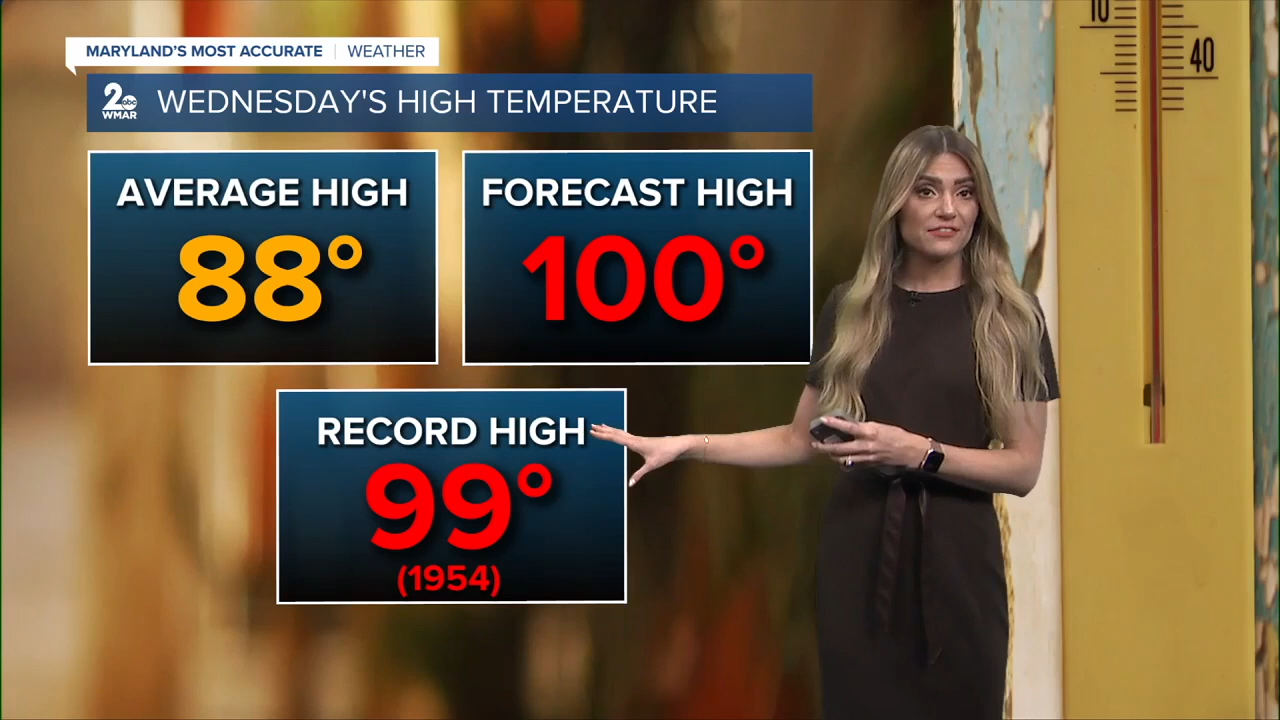 MARYLAND'S MOST ACCURATE | WEATHER
2 abc
WMAR
WEDNESDAY'S HIGH TEMPERATURE
AVERAGE HIGH
88°
FORECAST HIGH
100°
RECORD HIGH
99°
(1954)
10
40